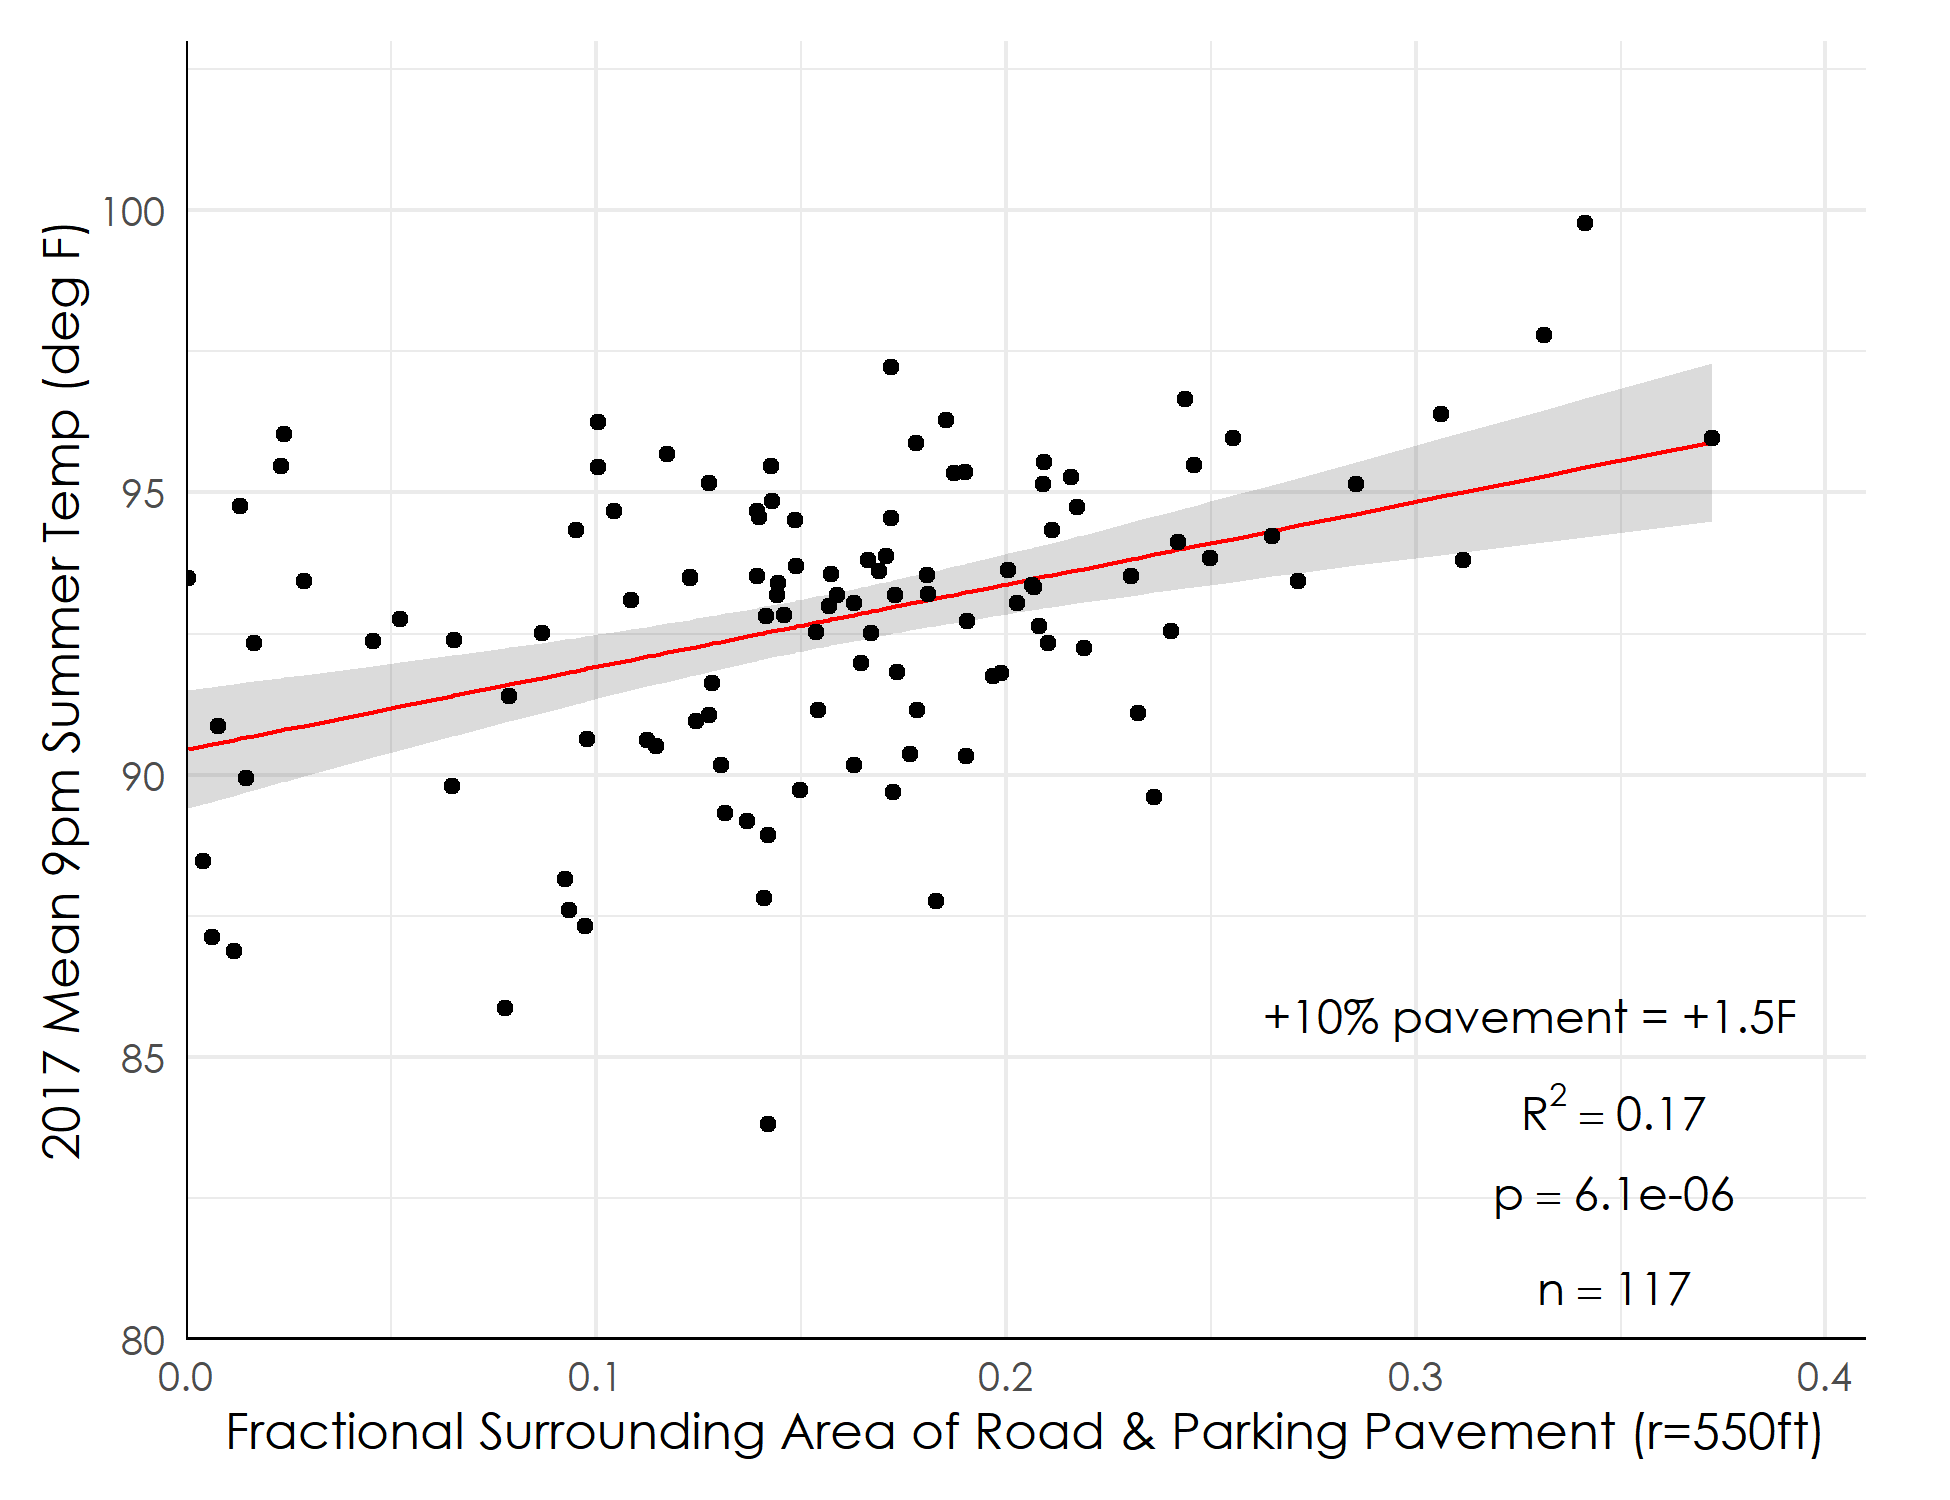 2017 Mean 9pm Summer Temp (deg F)
100
95
90
85
80
+10% pavement = +1.5F
R² = 0.17
p = 6.1e-06
n = 117
0.0 0.1 0.2 0.3 0.4
Fractional Surrounding Area of Road & Parking Pavement (r=550ft)